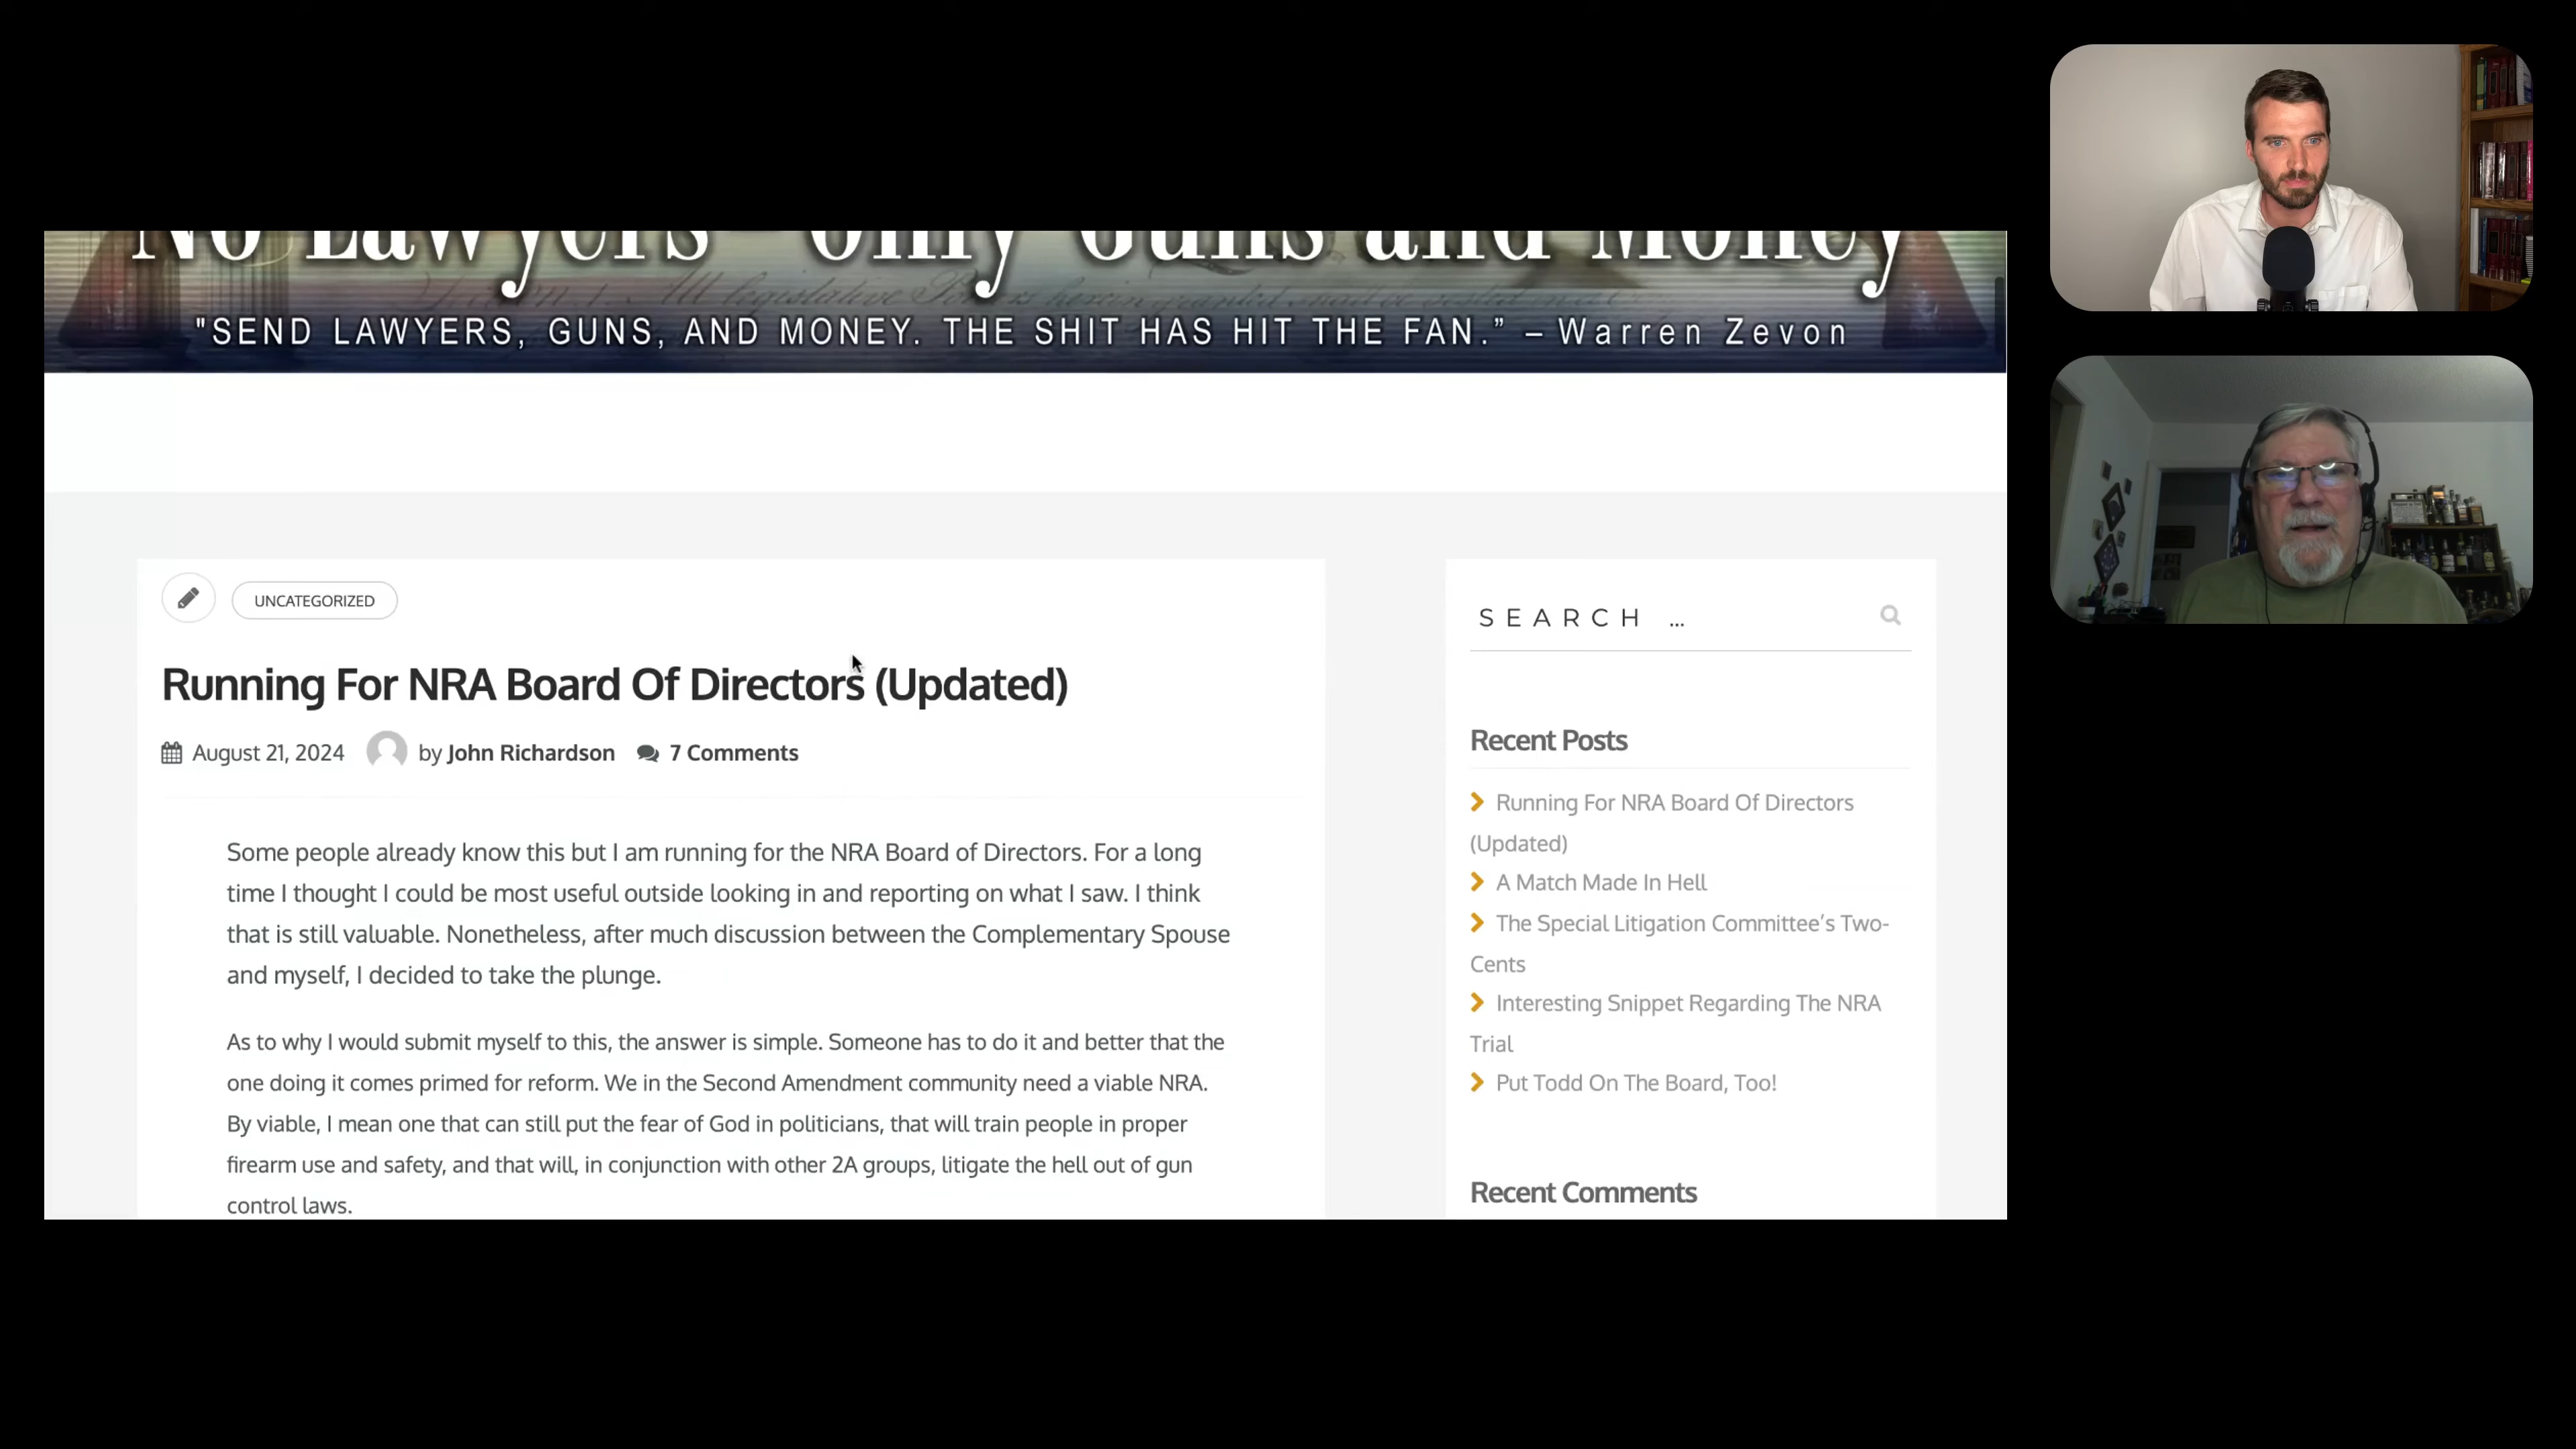 No Lawyers - Only Guns and Money
"SEND LAWYERS, GUNS, AND MONEY. THE SHIT HAS HIT THE FAN." – Warren Zevon
UNCATEGORIZED
Running For NRA Board Of Directors (Updated)
August 21, 2024 by John Richardson 7 Comments
Some people already know this but I am running for the NRA Board of Directors. For a long
time I thought I could be most useful outside looking in and reporting on what I saw. I think
that is still valuable. Nonetheless, after much discussion between the Complementary Spouse
and myself, I decided to take the plunge.
As to why I would submit myself to this, the answer is simple. Someone has to do it and better that the
one doing it comes primed for reform. We in the Second Amendment community need a viable NRA.
By viable, I mean one that can still put the fear of God in politicians, that will train people in proper
firearm use and safety, and that will, in conjunction with other 2A groups, litigate the hell out of gun
control laws.
SEARCH ...
Recent Posts
Running For NRA Board Of Directors
(Updated)
A Match Made In Hell
The Special Litigation Committee's Two-
Cents
Interesting Snippet Regarding The NRA
Trial
Put Todd On The Board, Too!
Recent Comments